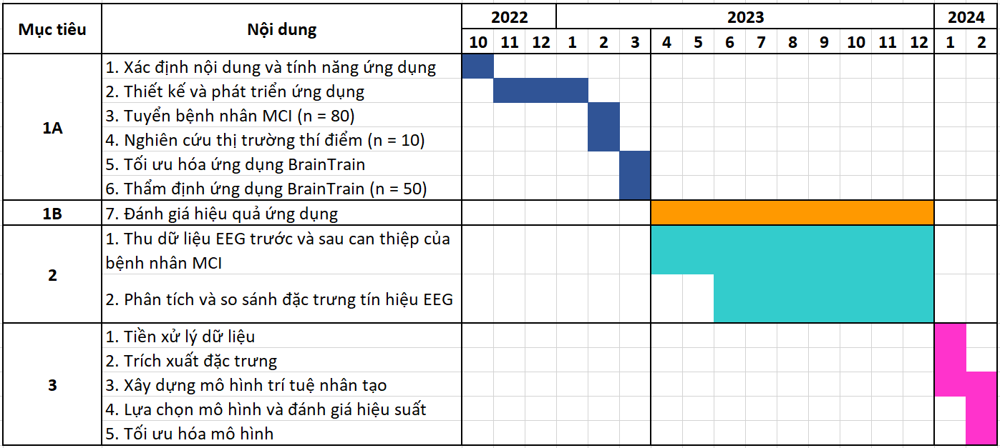 Mục tiêu
Nội dung
2022
2023
2024
10 11 12 1 2 3 4 5 6 7 8 9 10 11 12 1 2
1A
1. Xác định nội dung và tính năng ứng dụng
2. Thiết kế và phát triển ứng dụng
3. Tuyển bệnh nhân MCI (n = 80)
4. Nghiên cứu thị trường thí điểm (n = 10)
5. Tối ưu hóa ứng dụng BrainTrain
6. Thẩm định ứng dụng BrainTrain (n = 50)
1B
7. Đánh giá hiệu quả ứng dụng
2
1. Thu dữ liệu EEG trước và sau can thiệp của
bệnh nhân MCI
2. Phân tích và so sánh đặc trưng tín hiệu EEG
3
1. Tiền xử lý dữ liệu
2. Trích xuất đặc trưng
3. Xây dựng mô hình trí tuệ nhân tạo
4. Lựa chọn mô hình và đánh giá hiệu suất
5. Tối ưu hóa mô hình